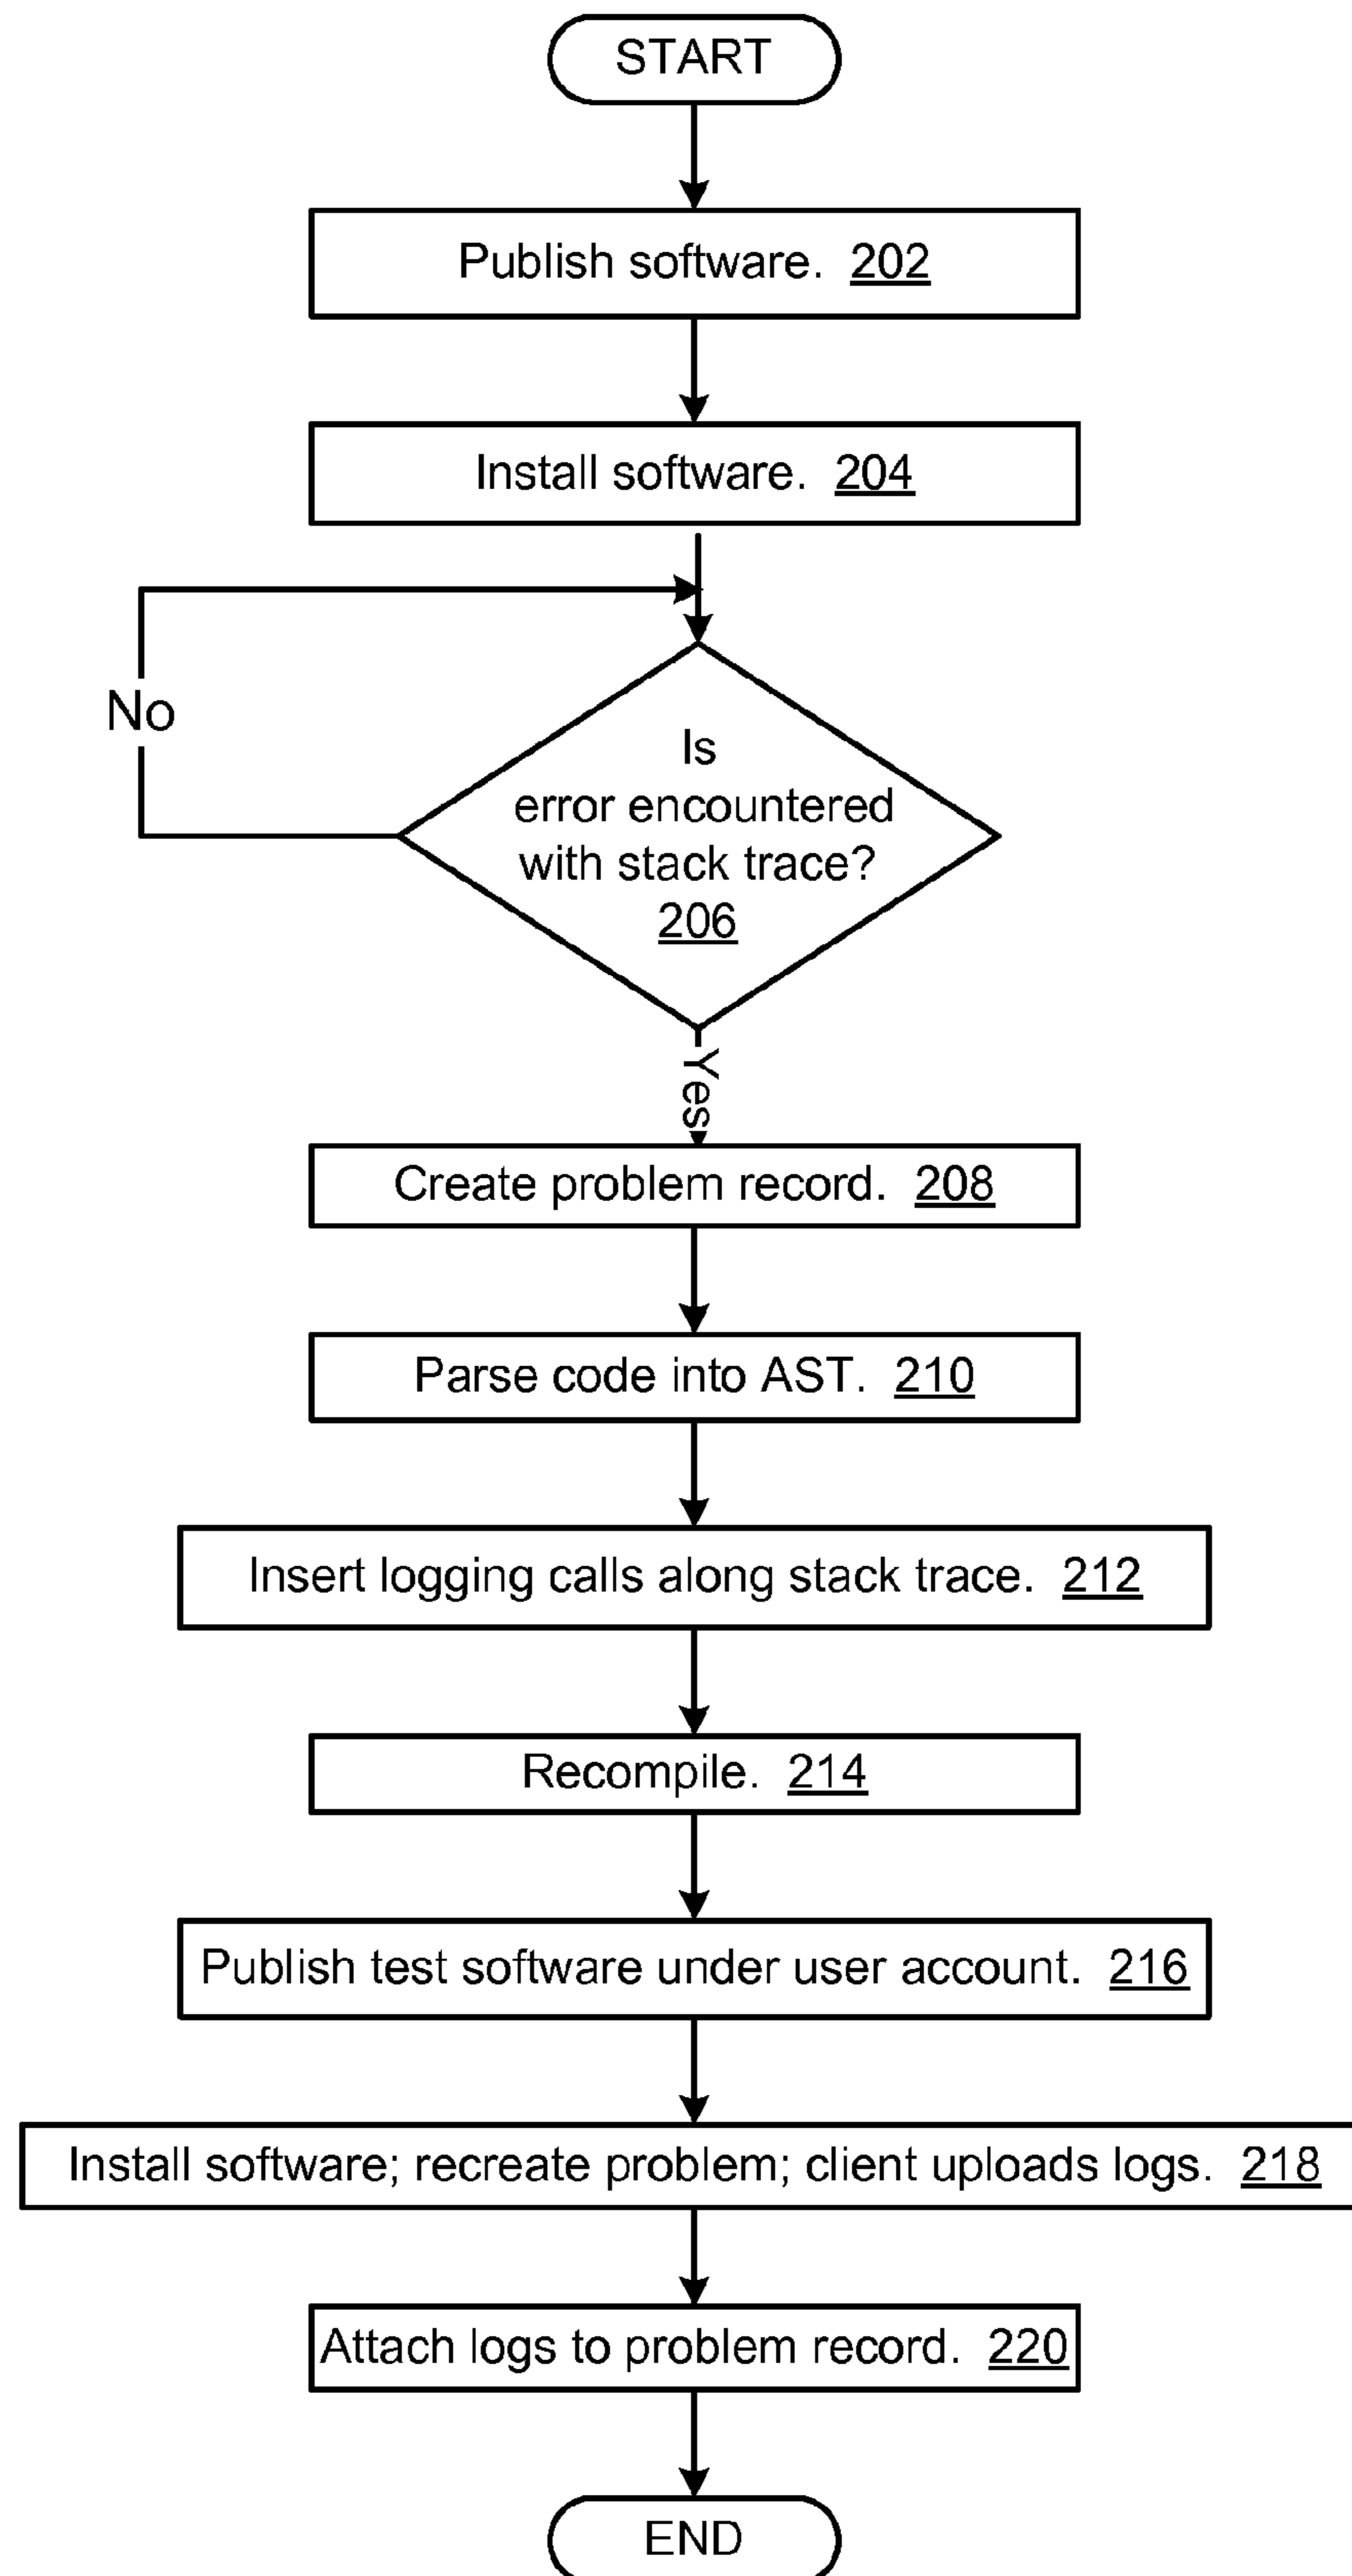 START
Publish software. 202
Install software. 204
No
Is
error encountered
with stack trace?
206
Yes
Create problem record. 208
Parse code into AST. 210
Insert logging calls along stack trace. 212
Recompile. 214
Publish test software under user account. 216
Install software; recreate problem; client uploads logs. 218
Attach logs to problem record. 220
END